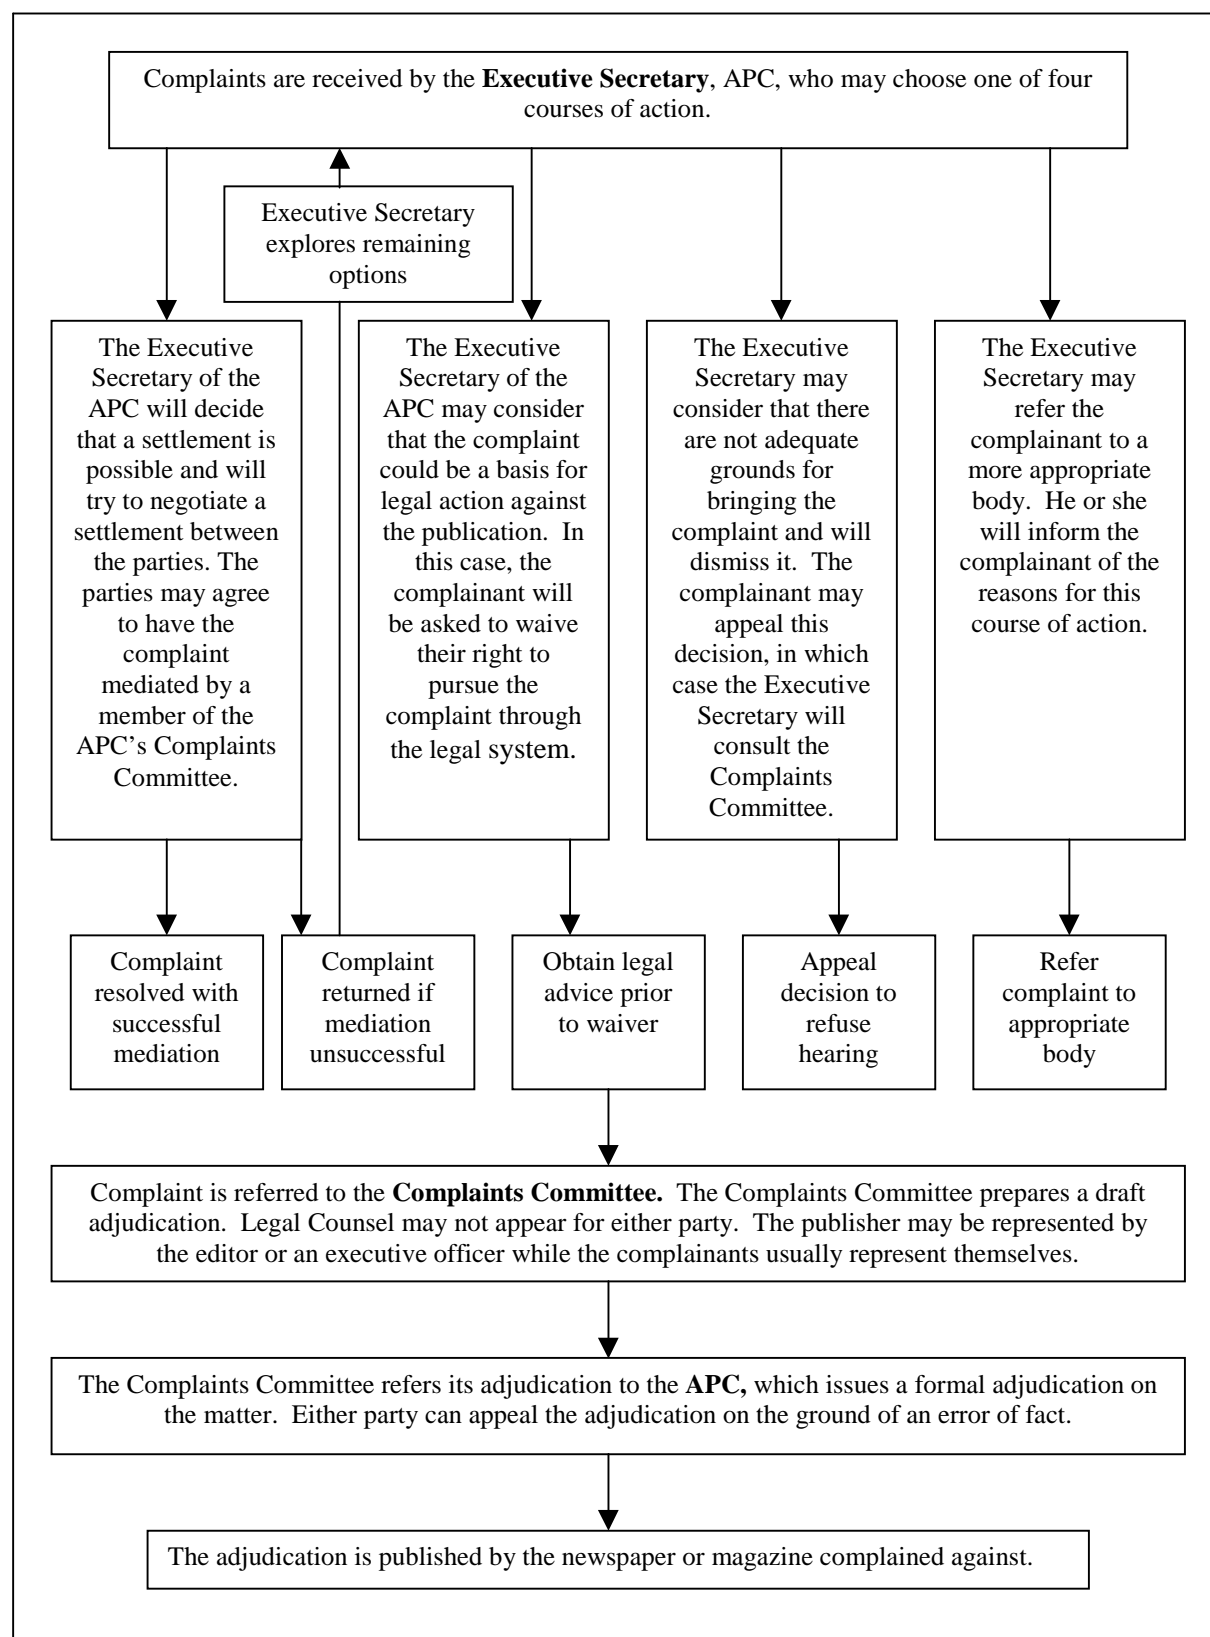 Complaints are received by the Executive Secretary, APC, who may choose one of four
courses of action.
Executive Secretary
explores remaining
options
The Executive
Secretary of the
APC will decide
that a settlement is
possible and will
try to negotiate a
settlement between
the parties. The
parties may agree
to have the
complaint
mediated by a
member of the
APC’s Complaints
Committee.
The Executive
Secretary of the
APC may consider
that the complaint
could be a basis for
legal action against
the publication.  In
this case, the
complainant will
be asked to waive
their right to
pursue the
complaint through
the legal system.
The Executive
Secretary may
consider that there
are not adequate
grounds for
bringing the
complaint and will
dismiss it.  The
complainant may
appeal this
decision, in which
case the Executive
Secretary will
consult the
Complaints
Committee.
The Executive
Secretary may
refer the
complainant to a
more appropriate
body.  He or she
will inform the
complainant of the
reasons for this
course of action.
Complaint
resolved with
successful
mediation
Complaint
returned if
mediation
unsuccessful
Obtain legal
advice prior
to waiver
Appeal
decision to
refuse
hearing
Refer
complaint to
appropriate
body
Complaint is referred to the Complaints Committee.  The Complaints Committee prepares a draft
adjudication.  Legal Counsel may not appear for either party.  The publisher may be represented by
the editor or an executive officer while the complainants usually represent themselves.
The Complaints Committee refers its adjudication to the APC, which issues a formal adjudication on
the matter.  Either party can appeal the adjudication on the ground of an error of fact.
The adjudication is published by the newspaper or magazine complained against.